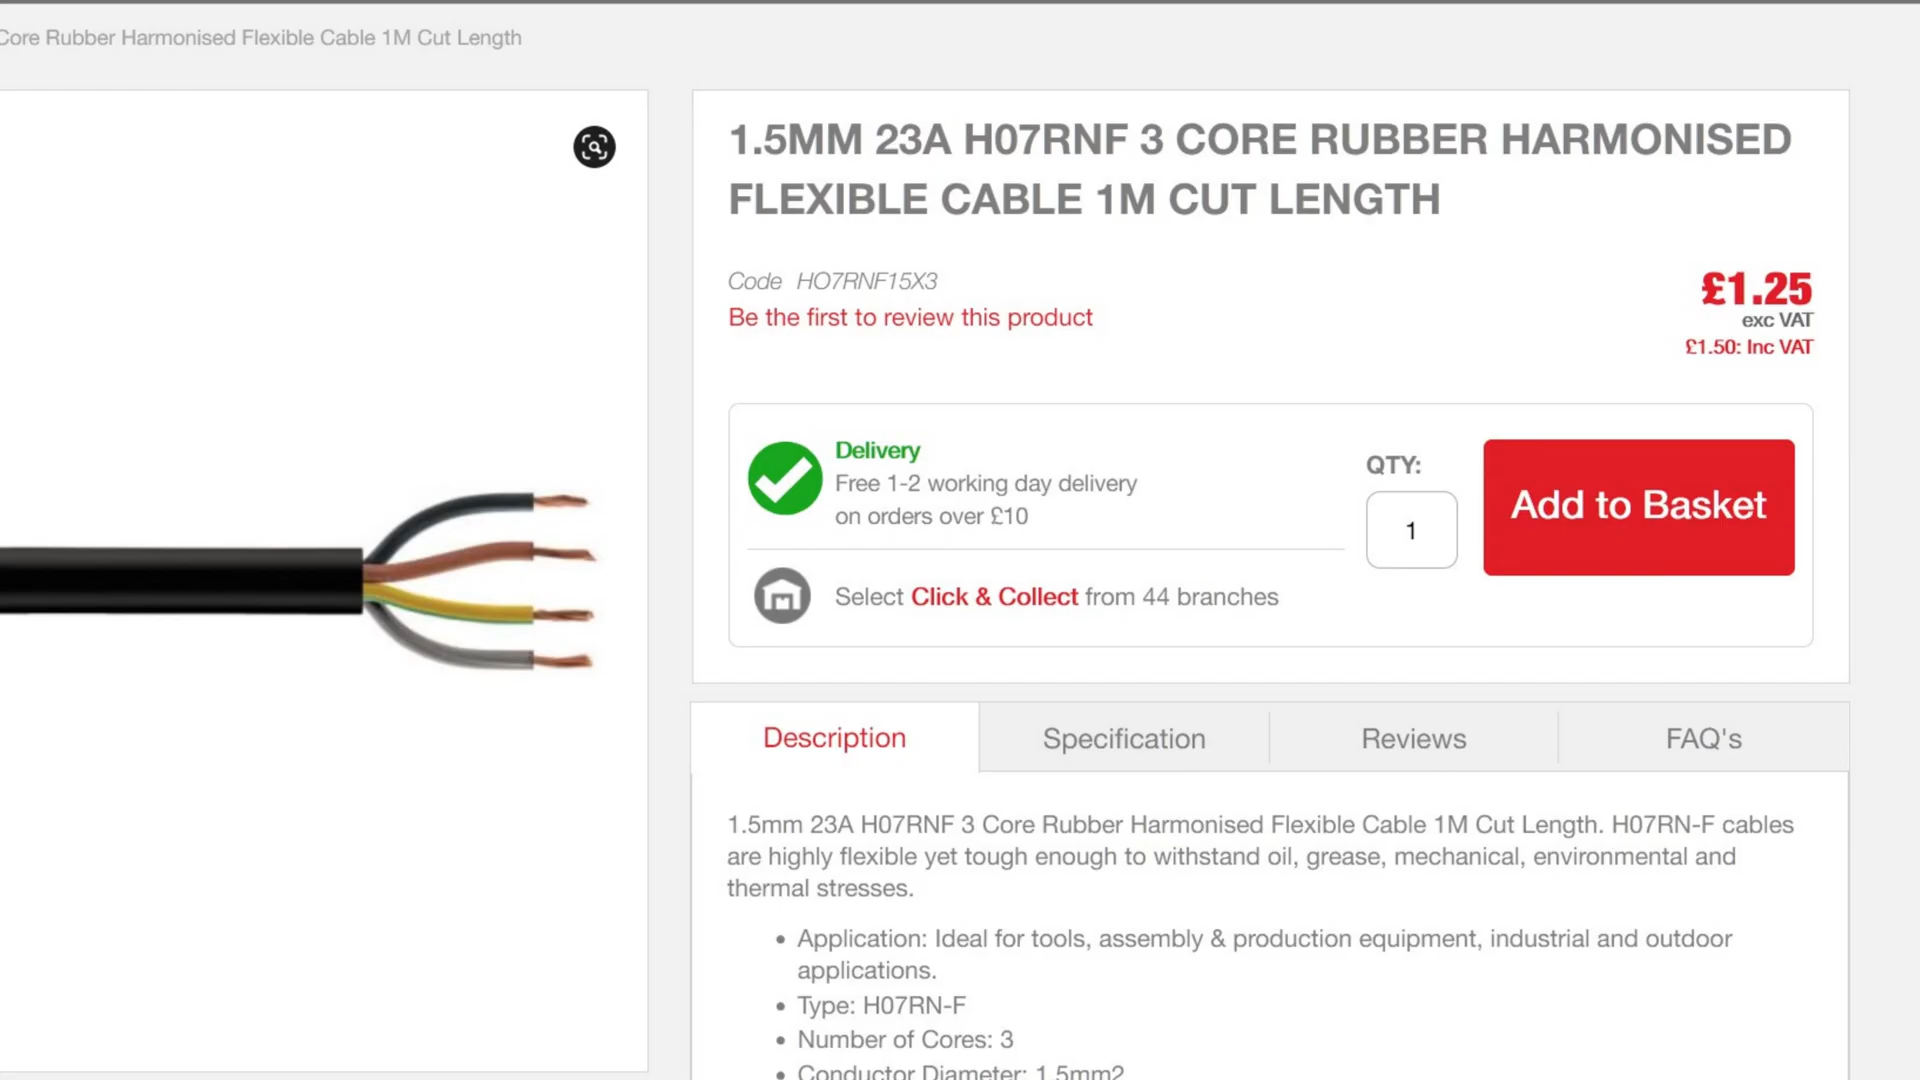 Core Rubber Harmonised Flexible Cable 1M Cut Length
1.5MM 23A H07RNF 3 CORE RUBBER HARMONISED
FLEXIBLE CABLE 1M CUT LENGTH
Code HO7RNF15X3
Be the first to review this product
£1.25
exc VAT
£1.50: Inc VAT
Delivery
Free 1-2 working day delivery
on orders over £10
QTY:
1
Add to Basket
Select Click & Collect from 44 branches
Description Specification Reviews FAQ's
1.5mm 23A H07RNF 3 Core Rubber Harmonised Flexible Cable 1M Cut Length. H07RN-F cables
are highly flexible yet tough enough to withstand oil, grease, mechanical, environmental and
thermal stresses.
• Application: Ideal for tools, assembly & production equipment, industrial and outdoor
applications.
• Type: H07RN-F
• Number of Cores: 3
• Conductor Diameter: 1.5mm2